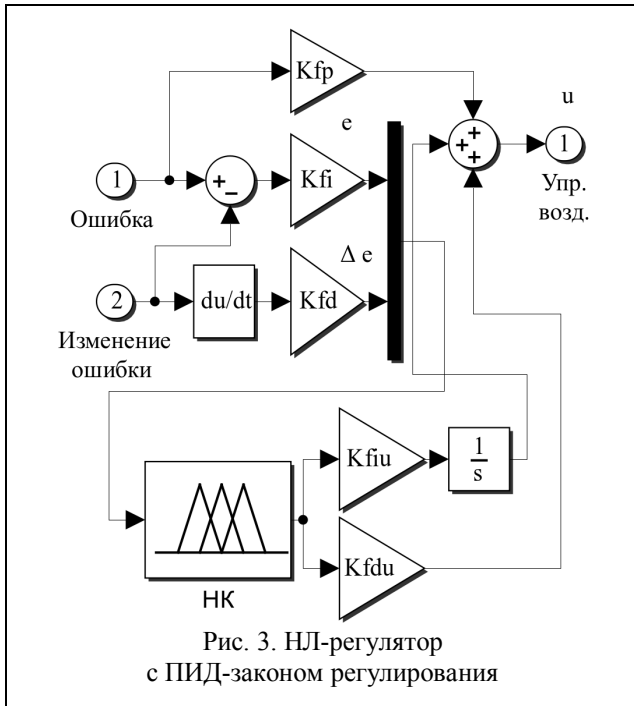 Kfp
u
e
+
+ +
1
+ −
Kfi
1
Ошибка
Упр.
возд.
Δ e
2
du/dt
Kfd
Изменение
ошибки
Kfiu
1
s
Kfdu
НК
Рис. 3. НЛ-регулятор
с ПИД-законом регулирования